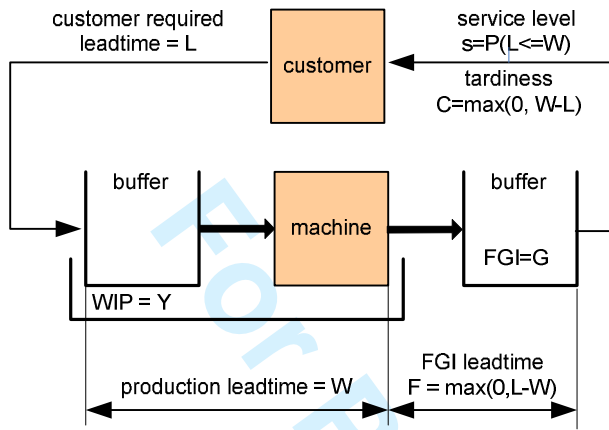 customer required
leadtime = L
customer
service level
s=P(L<=W)
tardiness
C=max(0, W-L)
buffer
machine
buffer
FGI=G
WIP = Y
production leadtime = W
FGI leadtime
F = max(0,L-W)
For